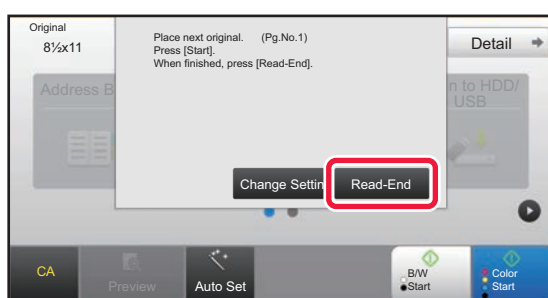 Original
8½x11
Place next original. (Pg.No.1)
Press [Start].
When finished, press [Read-End].
Detail
Address B
n to HDD/
USB
Change Settin
Read-End
CA
Preview
Auto Set
B/W
Start
Color
Start